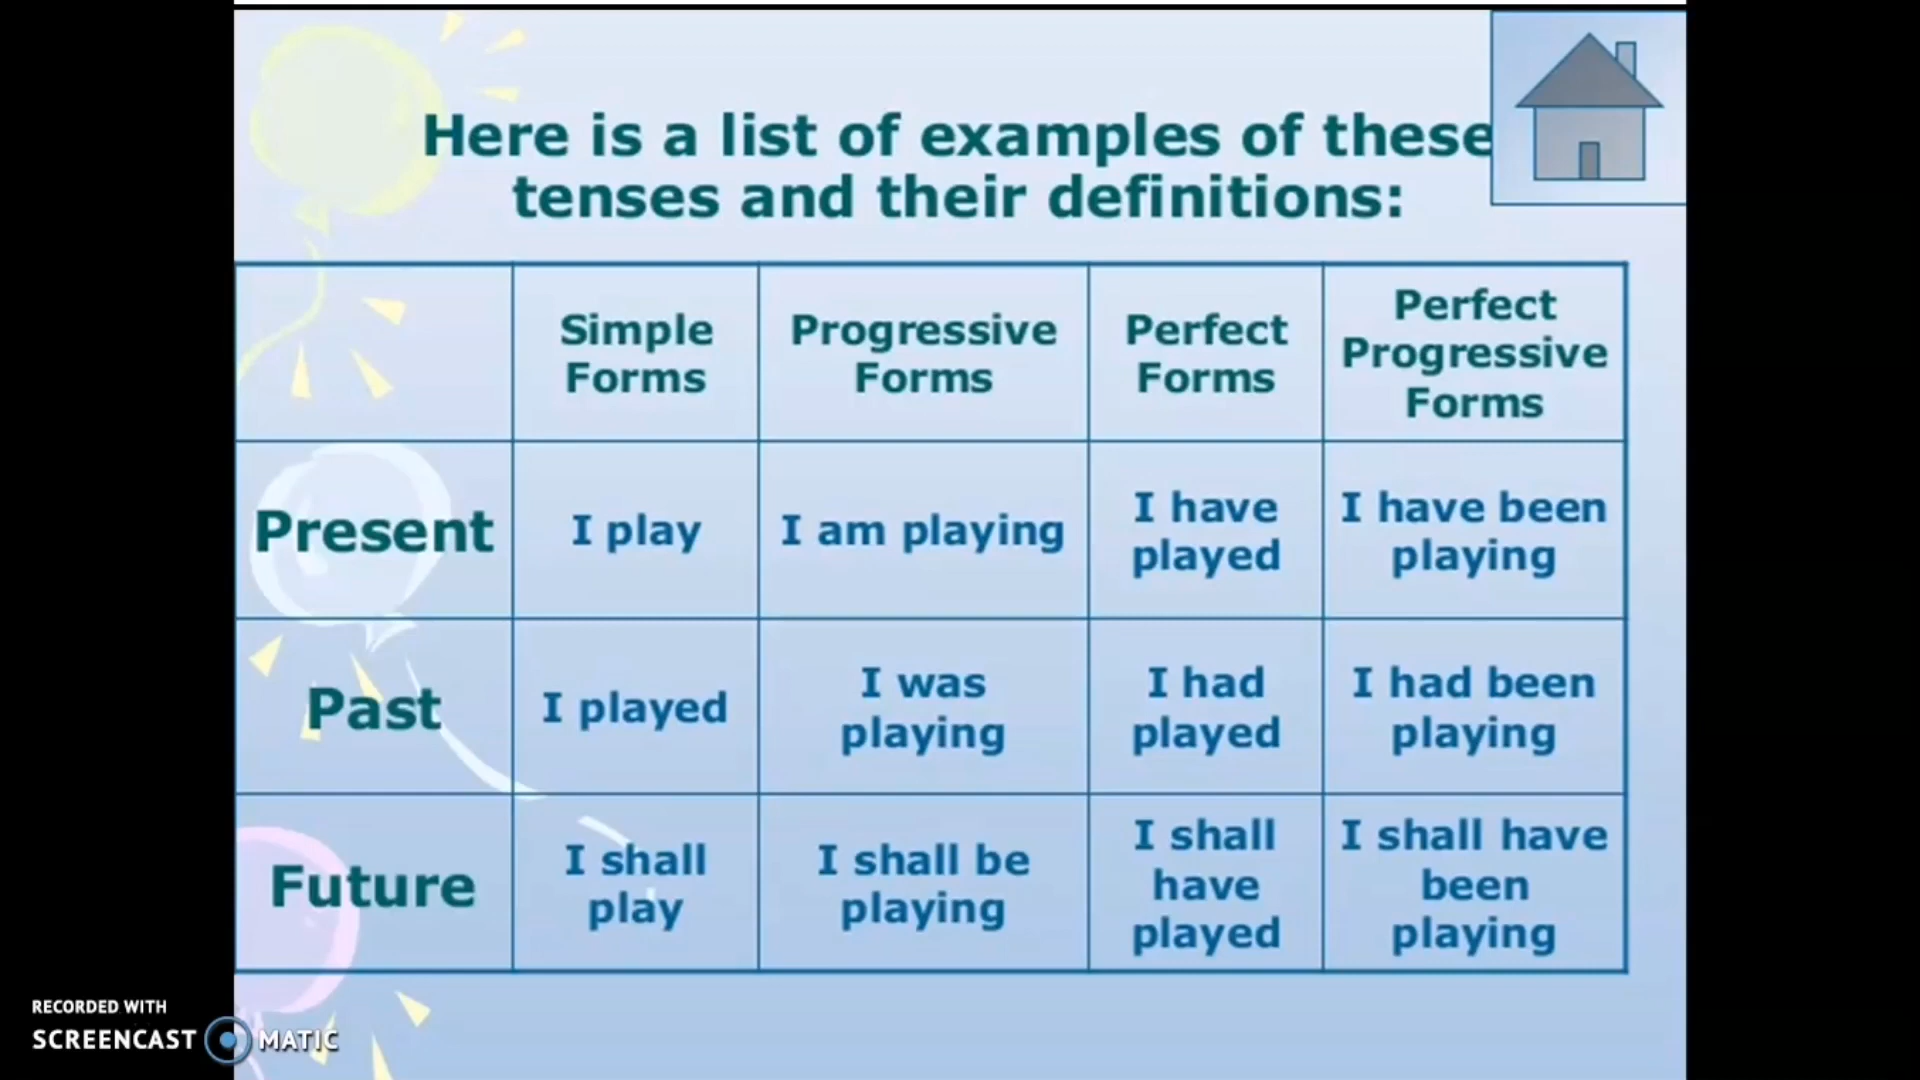 Here is a list of examples of these
tenses and their definitions:
Simple
Forms
Progressive
Forms
Perfect
Forms
Perfect
Progressive
Forms
Present
I play
I am playing
I have
played
I have been
playing
Past
I played
I was
playing
I had
played
I had been
playing
Future
I shall
play
I shall be
playing
I shall
have
played
I shall have
been
playing
RECORDED WITH
SCREENCAST MATIC